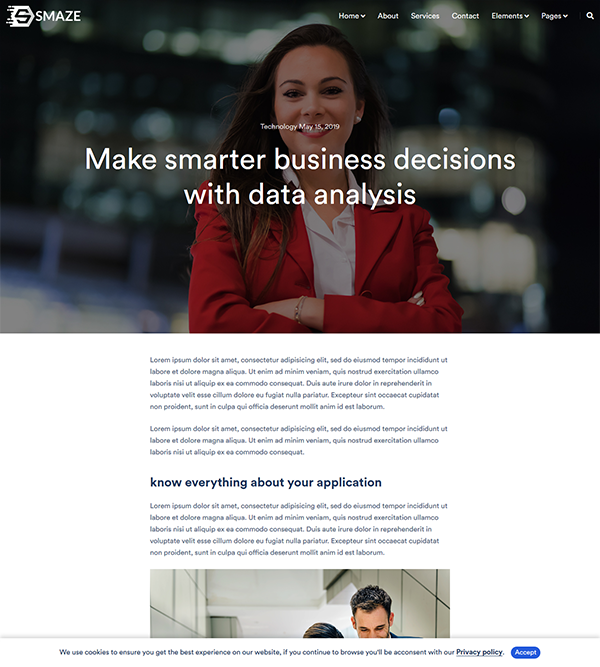 SMAZE
Home About Services Contact Elements Pages
Technology May 15, 2019
Make smarter business decisions
with data analysis
Lorem ipsum dolor sit amet, consectetur adipisicing elit, sed do eiusmod tempor incididunt ut
labore et dolore magna aliqua. Ut enim ad minim veniam, quis nostrud exercitation ullamco
laboris nisi ut aliquip ex ea commodo consequat. Duis aute irure dolor in reprehenderit in
voluptate velit esse cillum dolore eu fugiat nulla pariatur. Excepteur sint occaecat cupidatat
non proident, sunt in culpa qui officia deserunt mollit anim id est laborum.
Lorem ipsum dolor sit amet, consectetur adipisicing elit, sed do eiusmod tempor incididunt ut
labore et dolore magna aliqua. Ut enim ad minim veniam, quis nostrud exercitation ullamco
laboris nisi ut aliquip ex ea commodo consequat.
know everything about your application
Lorem ipsum dolor sit amet, consectetur adipisicing elit, sed do eiusmod tempor incididunt ut
labore et dolore magna aliqua. Ut enim ad minim veniam, quis nostrud exercitation ullamco
laboris nisi ut aliquip ex ea commodo consequat. Duis aute irure dolor in reprehenderit in
voluptate velit esse cillum dolore eu fugiat nulla pariatur. Excepteur sint occaecat cupidatat
non proident, sunt in culpa qui officia deserunt mollit anim id est laborum.
We use cookies to ensure you get the best experience on our website, if you continue to browse you'll be acconsent with our Privacy policy. Accept